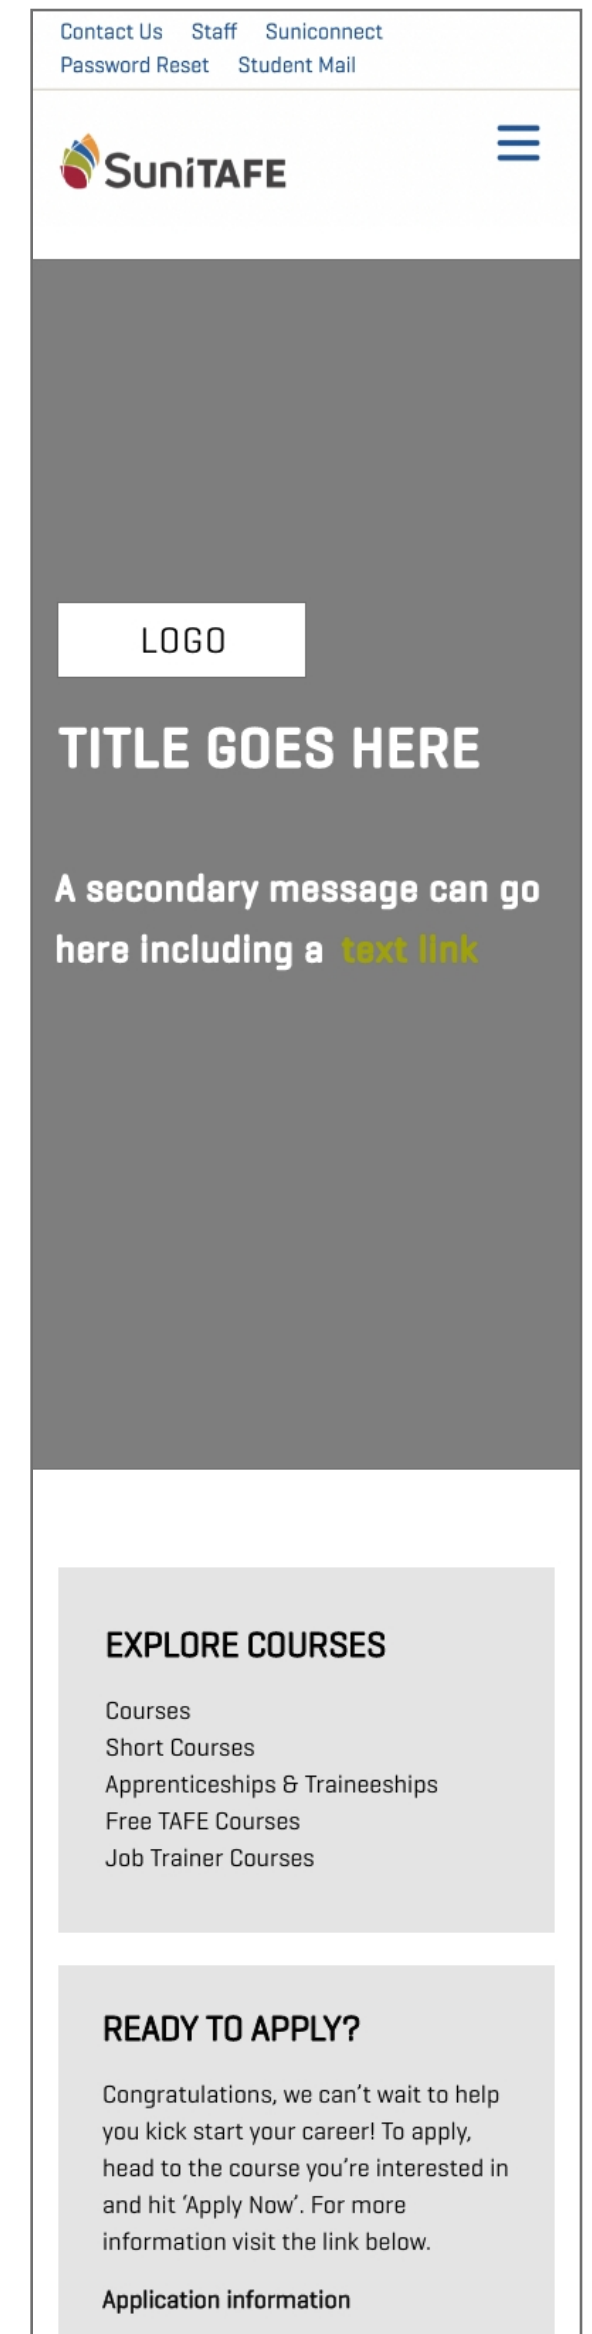 Contact Us Staff Suniconnect
Password Reset Student Mail
SuniTAFE
LOGO
TITLE GOES HERE
A secondary message can go
here including a text link
EXPLORE COURSES
Courses
Short Courses
Apprenticeships & Traineeships
Free TAFE Courses
Job Trainer Courses
READY TO APPLY?
Congratulations, we can’t wait to help
you kick start your career! To apply,
head to the course you’re interested in
and hit ‘Apply Now’. For more
information visit the link below.
Application information